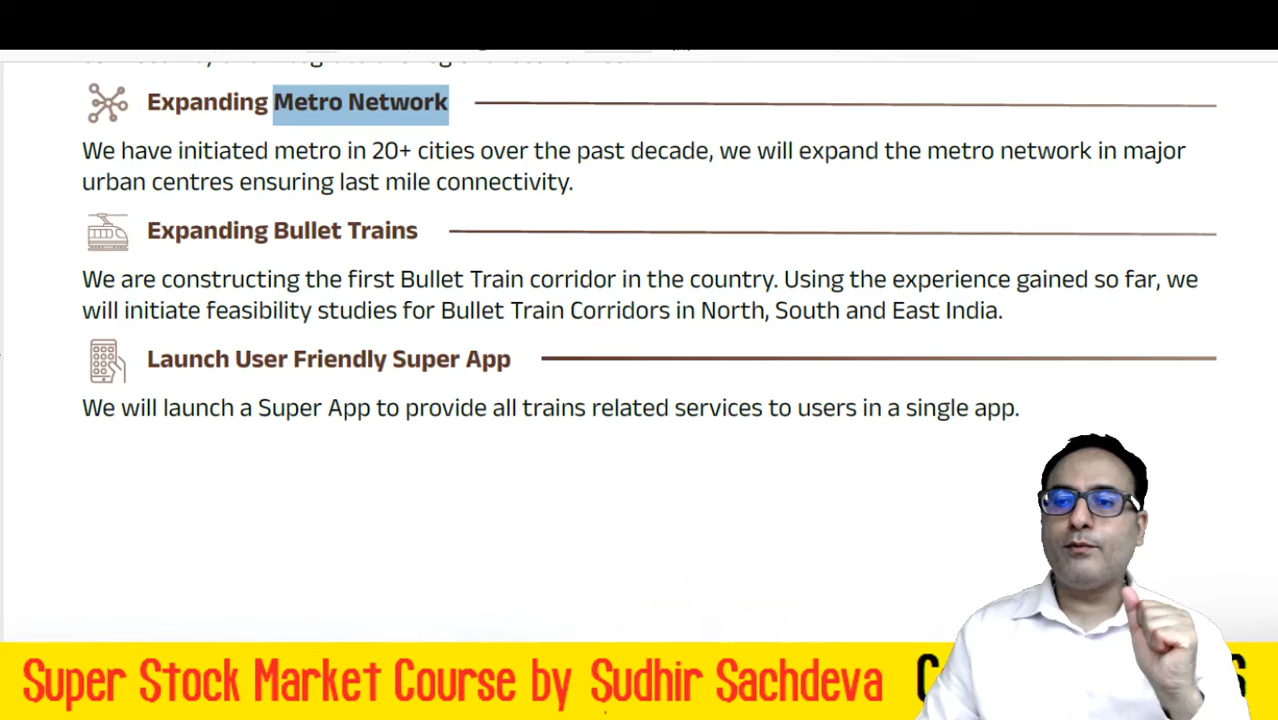 Expanding Metro Network
We have initiated metro in 20+ cities over the past decade, we will expand the metro network in major
urban centres ensuring last mile connectivity.
Expanding Bullet Trains
We are constructing the first Bullet Train corridor in the country. Using the experience gained so far, we
will initiate feasibility studies for Bullet Train Corridors in North, South and East India.
Launch User Friendly Super App
We will launch a Super App to provide all trains related services to users in a single app.
Super Stock Market Course by Sudhir Sachdeva